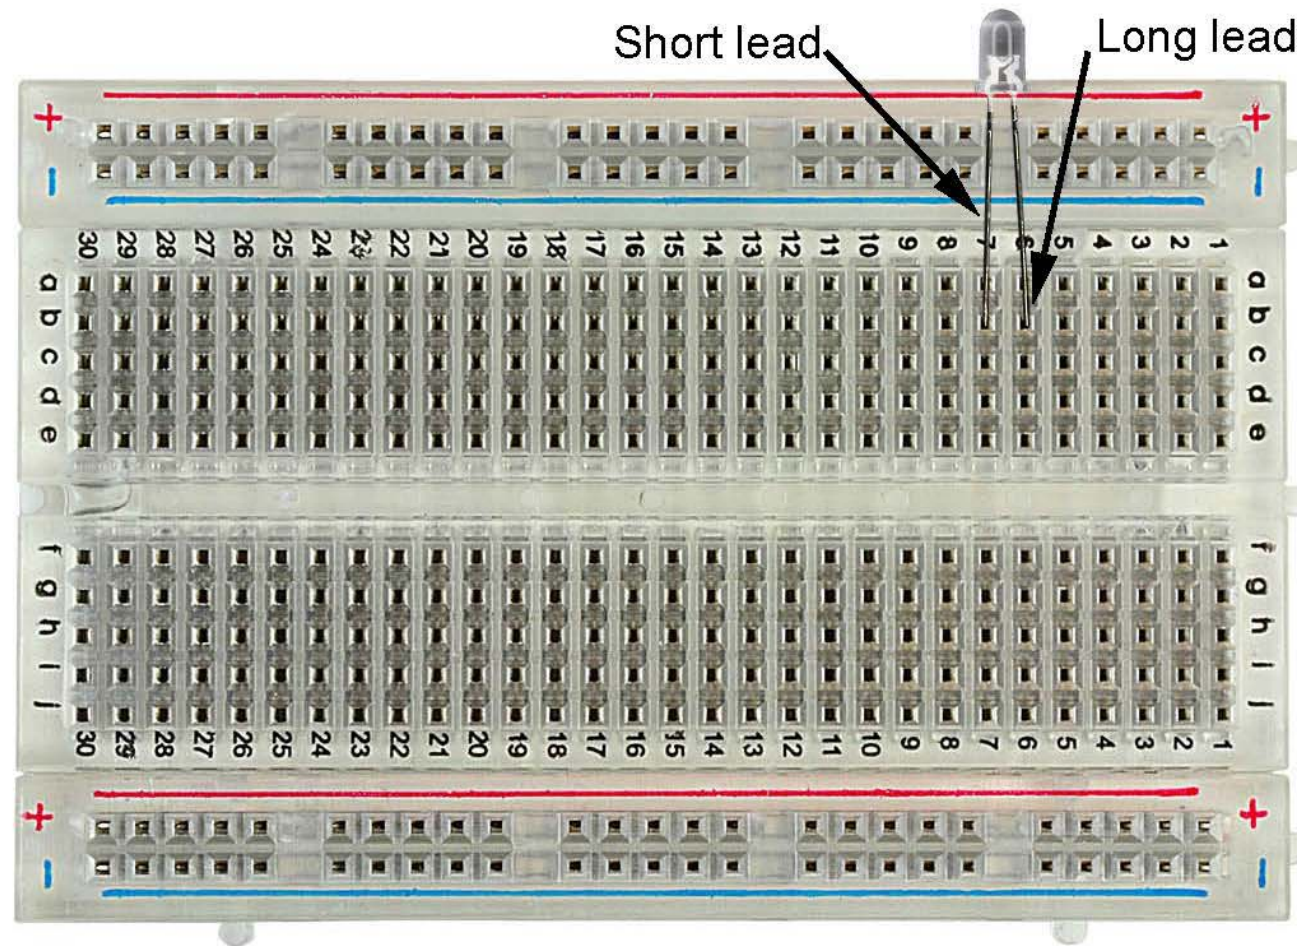 Short lead
Long lead
+ +
- -
30 29 28 27 26 25 24 23 22 21 20 19 18 17 16 15 14 13 12 11 10 9 8 7 6 5 4 3 2 1
a a
b b
c c
d d
e e
f f
g g
h h
i i
j j
30 29 28 27 26 25 24 23 22 21 20 19 18 17 16 15 14 13 12 11 10 9 8 7 6 5 4 3 2 1
+ +
- -